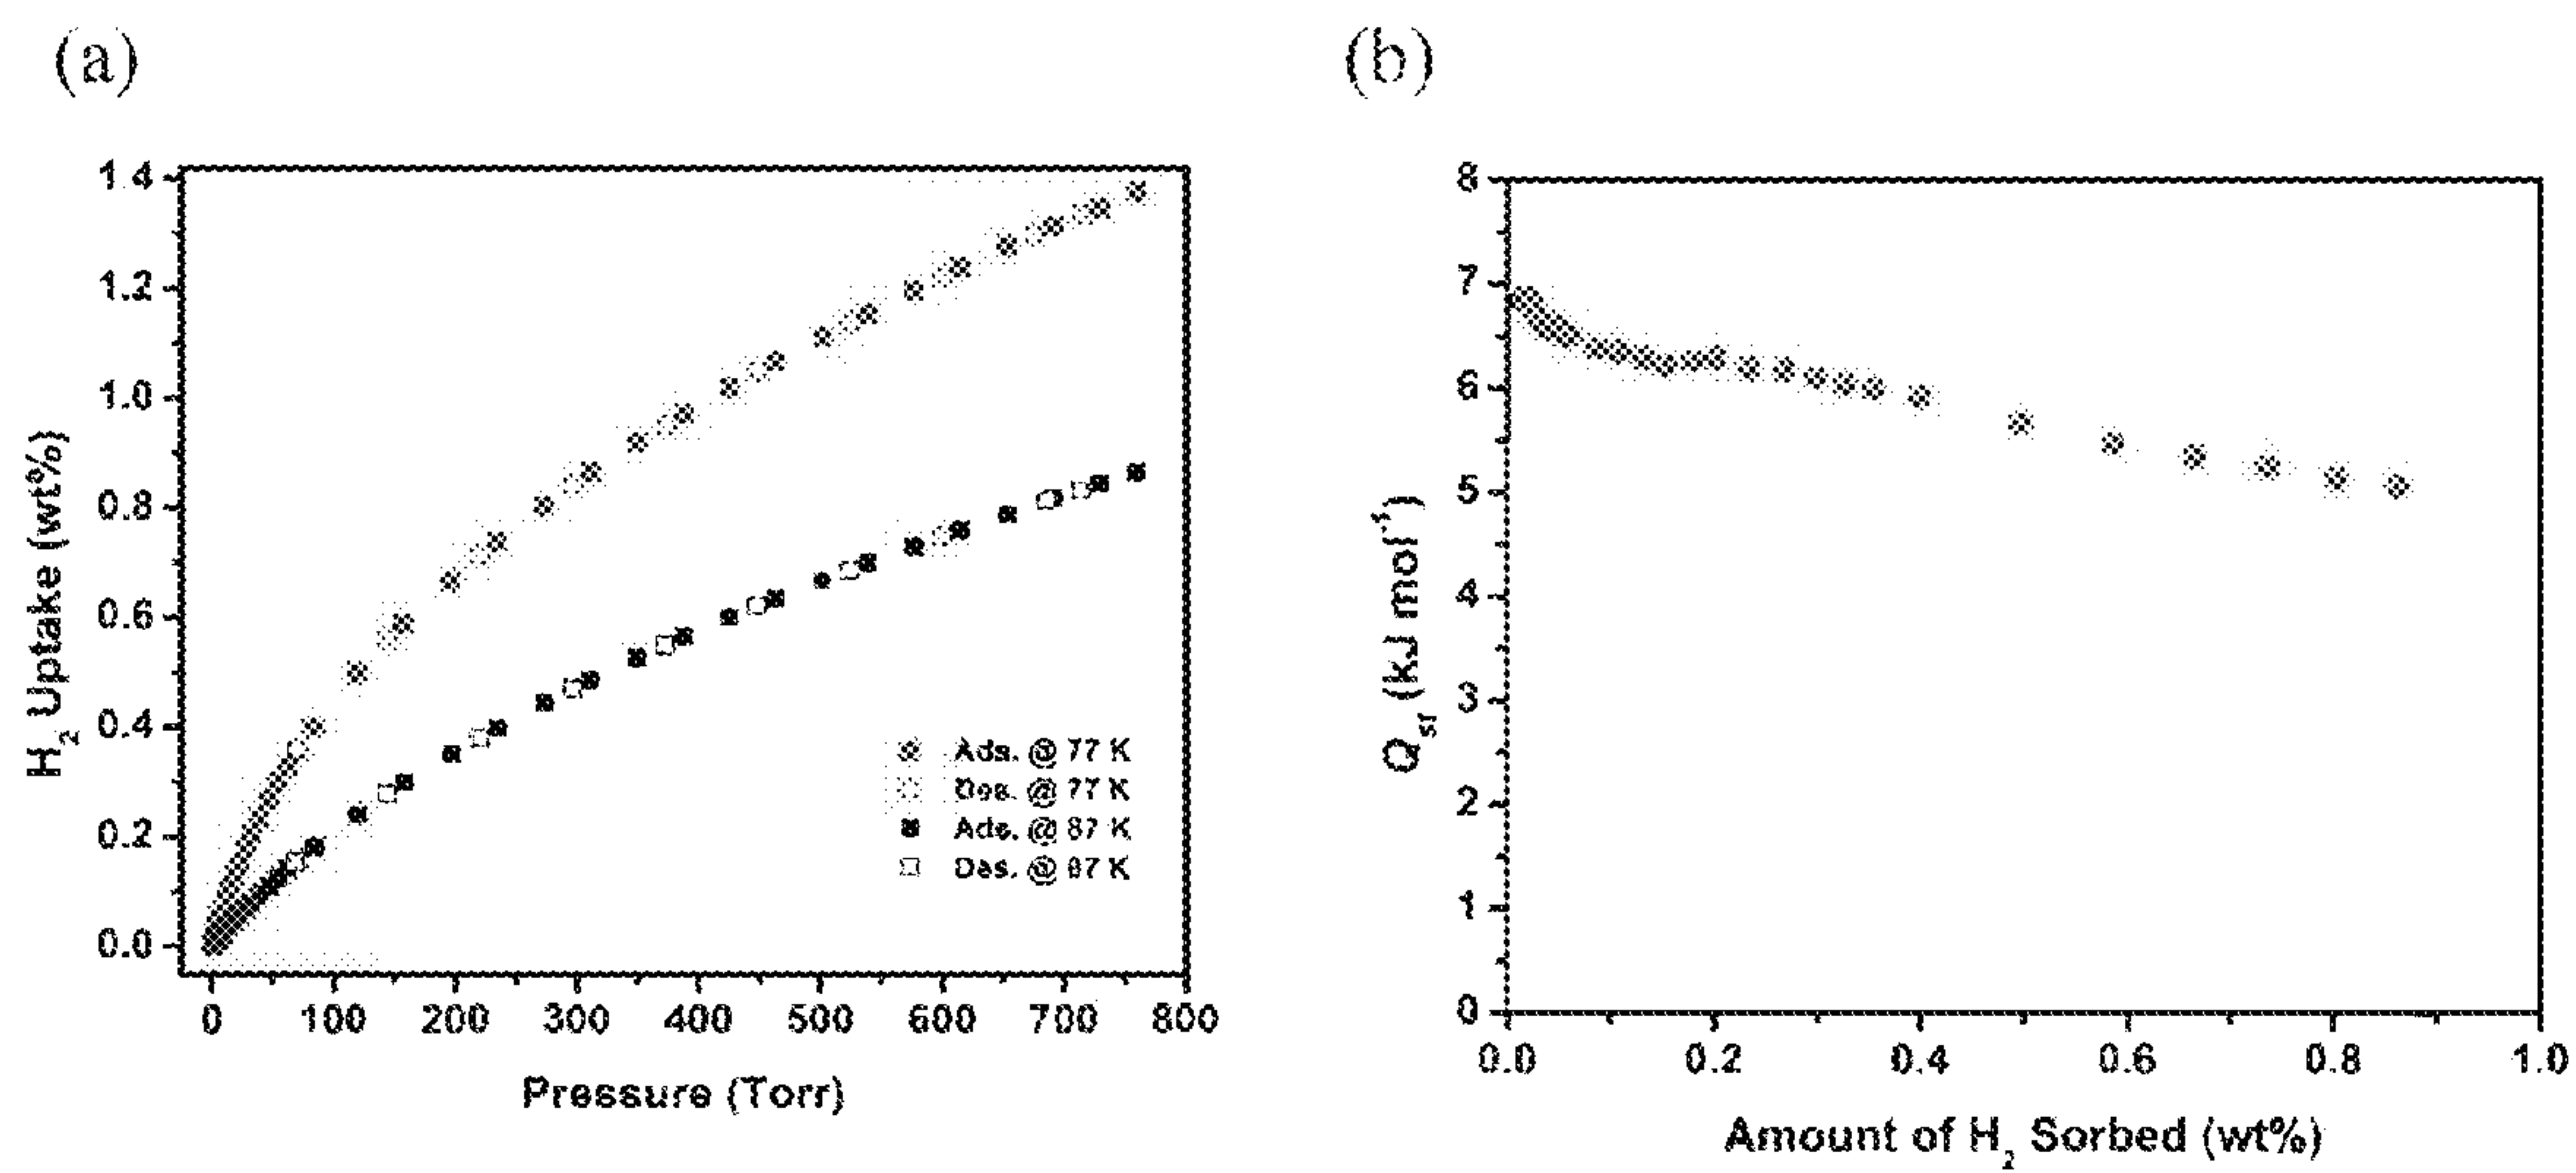 (a)
(b)
1.4
1.2
1.0
0.8
0.6
0.4
0.2
0.0
H2 Uptake (wt%)
Ads. @ 77 K
Des. @ 77 K
Ads. @ 87 K
Des. @ 87 K
0 100 200 300 400 500 600 700 800
Pressure (Torr)
8
7
6
5
4
3
2
1
0
Qst (kJ mol-1)
0.0 0.2 0.4 0.6 0.8 1.0
Amount of H2 Sorbed (wt%)